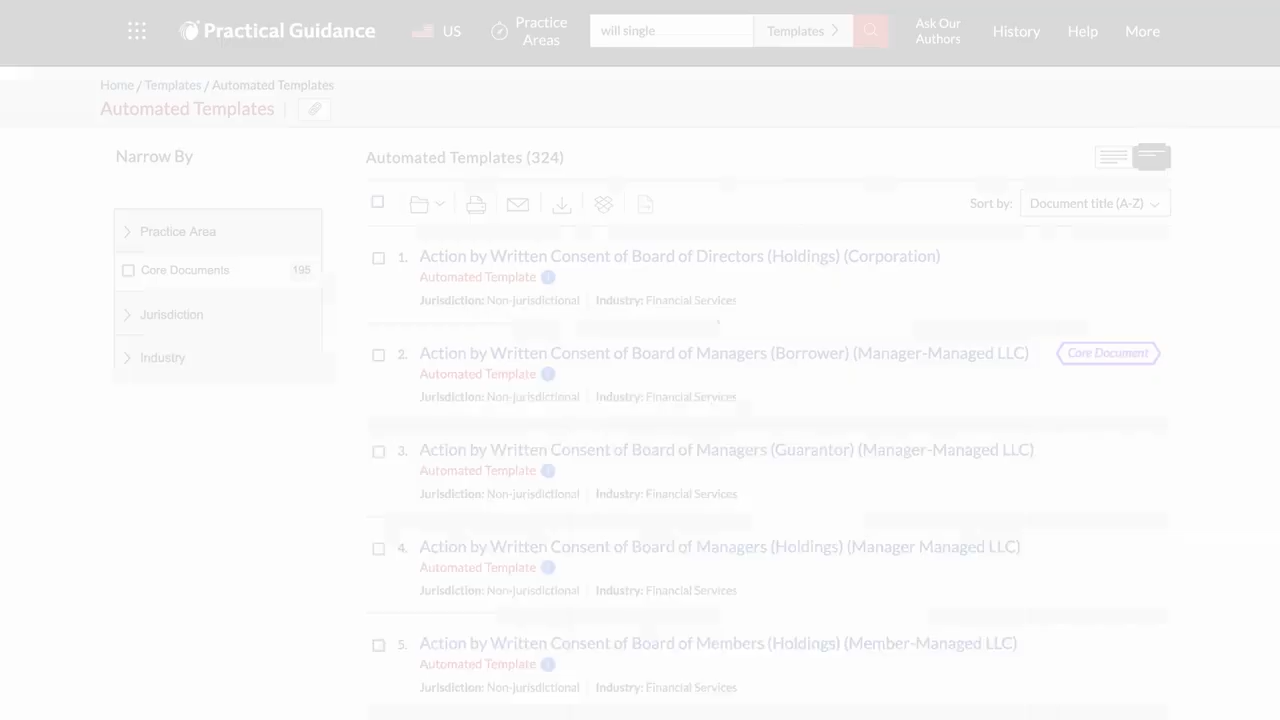 Practical Guidance
US
Practice Areas
will single
Templates
Ask Our Authors
History
Help
More
Home / Templates / Automated Templates
Automated Templates
Narrow By
Practice Area
Core Documents 195
Jurisdiction
Industry
Automated Templates (324)
Sort by: Document title (A-Z)
1. Action by Written Consent of Board of Directors (Holdings) (Corporation)
Automated Template
Jurisdiction: Non-jurisdictional | Industry: Financial Services
2. Action by Written Consent of Board of Managers (Borrower) (Manager-Managed LLC)
Core Document
Automated Template
Jurisdiction: Non-jurisdictional | Industry: Financial Services
3. Action by Written Consent of Board of Managers (Guarantor) (Manager-Managed LLC)
Automated Template
Jurisdiction: Non-jurisdictional | Industry: Financial Services
4. Action by Written Consent of Board of Managers (Holdings) (Manager Managed LLC)
Automated Template
Jurisdiction: Non-jurisdictional | Industry: Financial Services
5. Action by Written Consent of Board of Members (Holdings) (Member-Managed LLC)
Automated Template
Jurisdiction: Non-jurisdictional | Industry: Financial Services